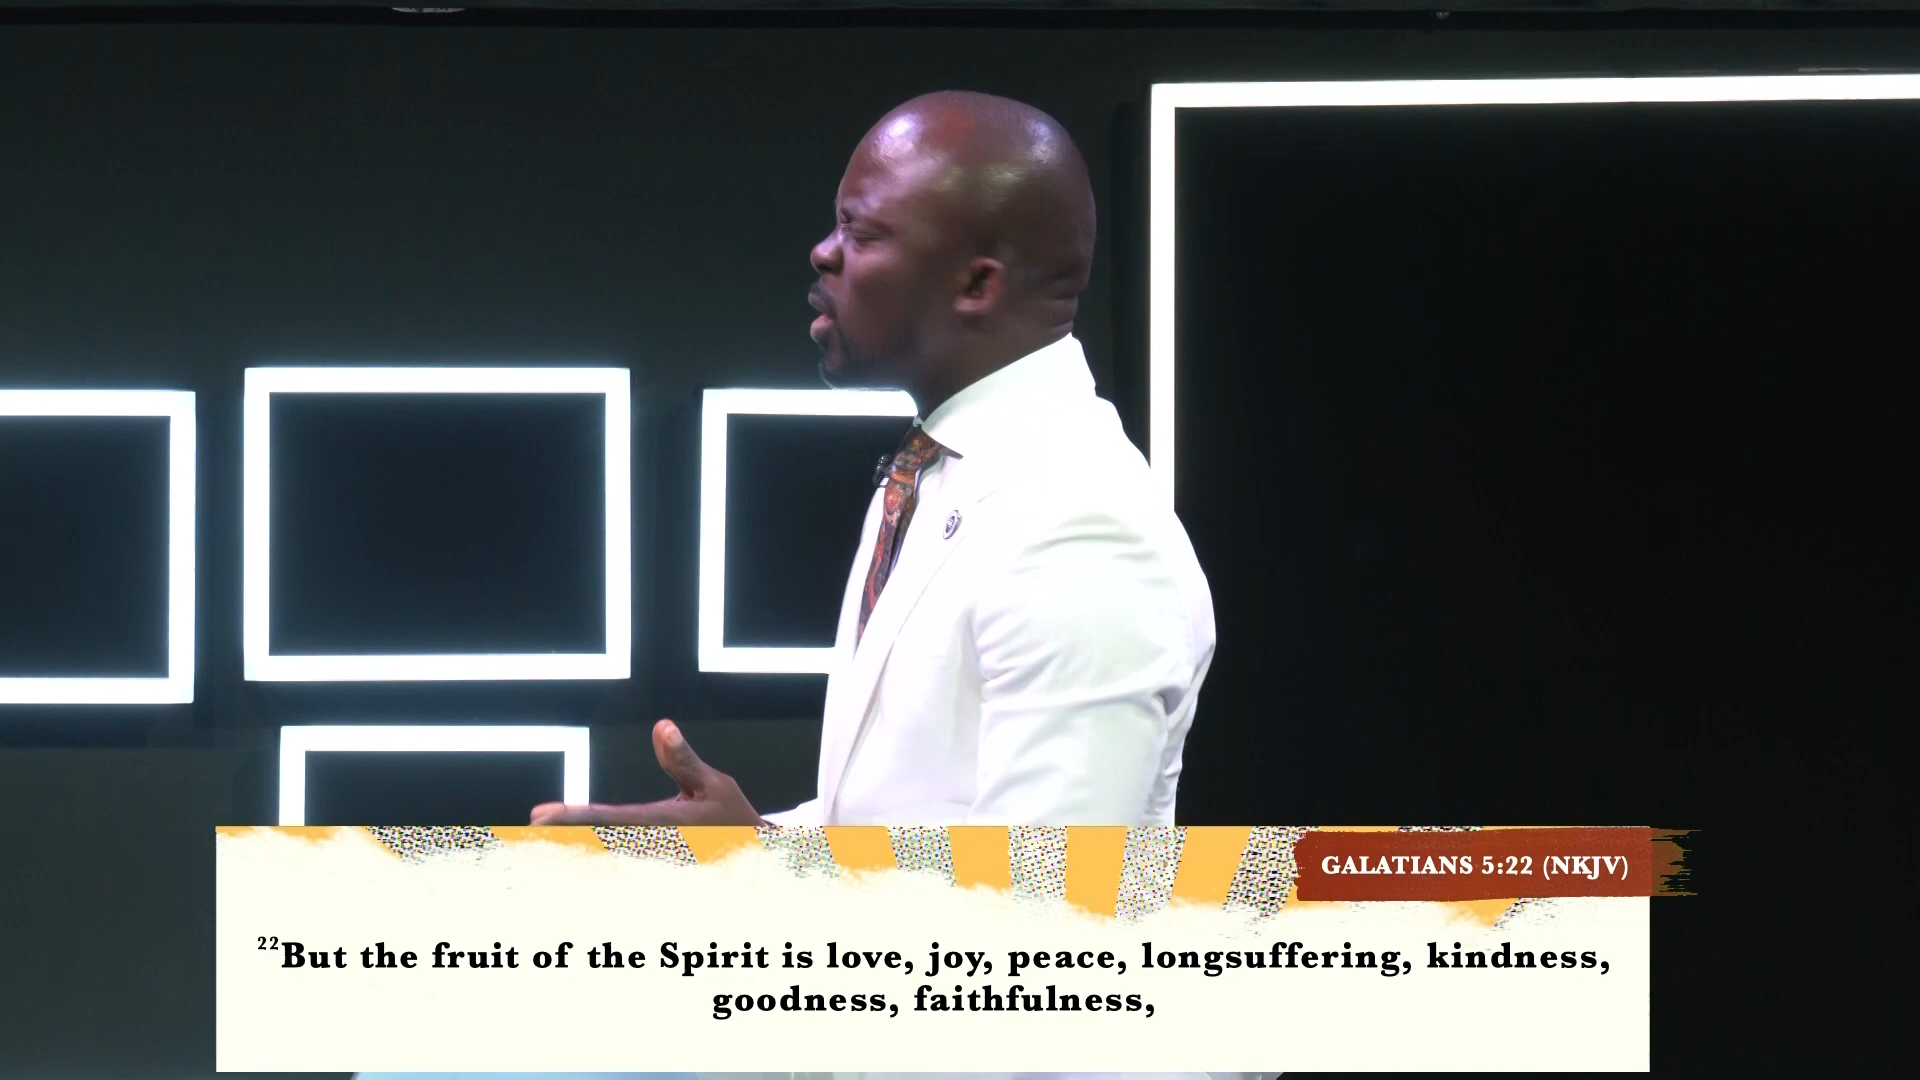 GALATIANS 5:22 (NKJV)
22But the fruit of the Spirit is love, joy, peace, longsuffering, kindness,
goodness, faithfulness,